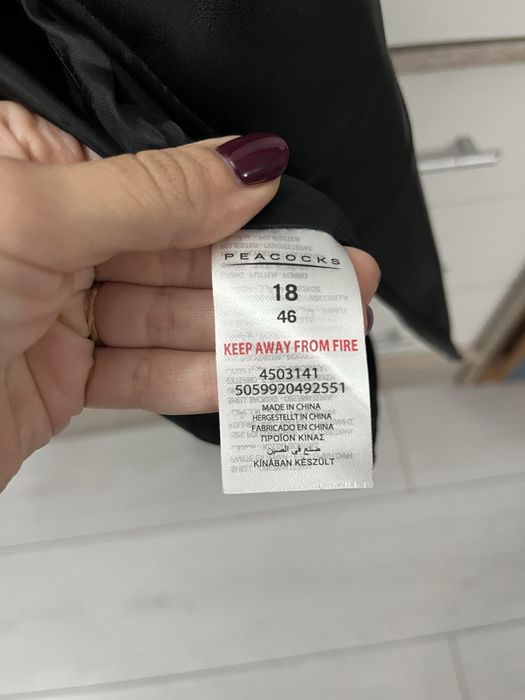 PEACOCKS
18
46
KEEP AWAY FROM FIRE
4503141
5059920492551
MADE IN CHINA
HERGESTELLT IN CHINA
FABRICADO EN CHINA
ΠΡΟΪΟΝ ΚΙΝΑΣ
صنع في الصين
KÍNÁBAN KÉSZÜLT